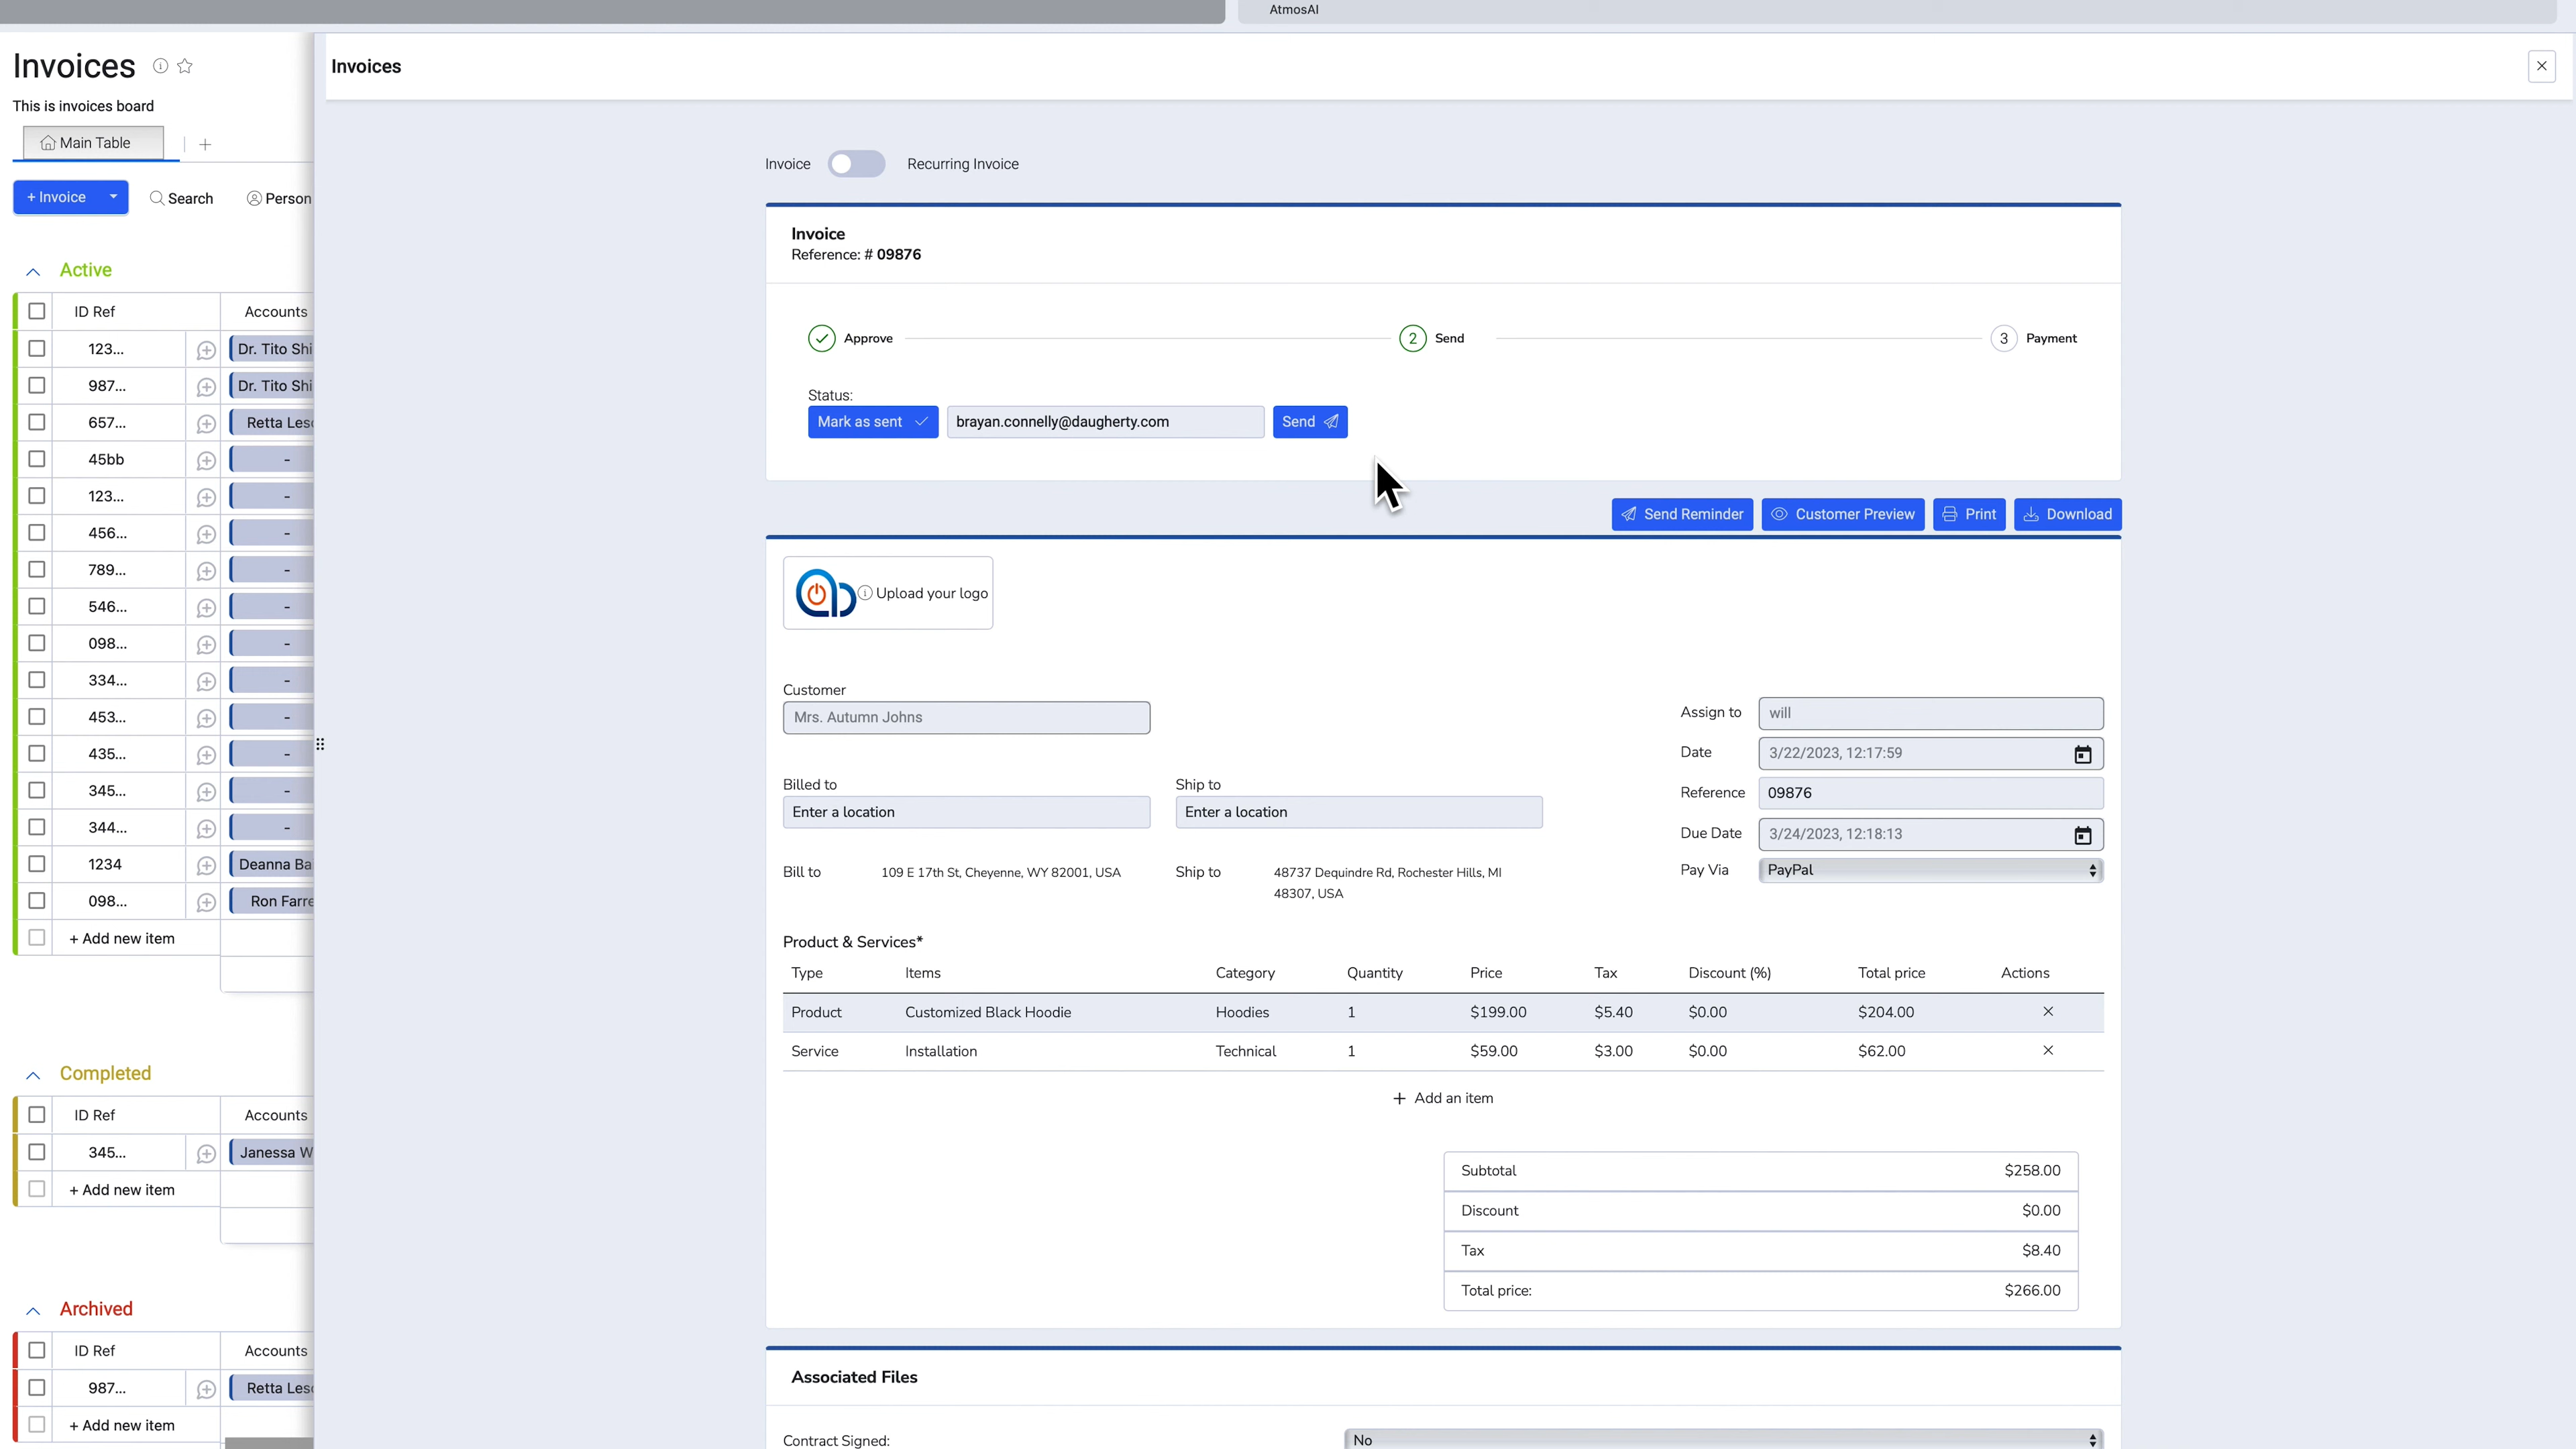 AtmosAI
Invoices
This is invoices board
Main Table
+ Invoice
Search
Person
Active
ID Ref Accounts
123... Dr. Tito Shi
987... Dr. Tito Shi
657... Retta Les
45bb -
123... -
456... -
789... -
546... -
098... -
334... -
453... -
435... -
345... -
344... -
1234 Deanna Ba
098... Ron Farre
+ Add new item
Completed
ID Ref Accounts
345... Janessa W
+ Add new item
Archived
ID Ref Accounts
987... Retta Les
+ Add new item
Invoices
Invoice Recurring Invoice
Invoice
Reference: # 09876
Approve 2 Send 3 Payment
Status:
Mark as sent brayan.connelly@daugherty.com Send
Send Reminder Customer Preview Print Download
Upload your logo
Customer
Mrs. Autumn Johns
Assign to will
Date 3/22/2023, 12:17:59
Reference 09876
Due Date 3/24/2023, 12:18:13
Pay Via PayPal
Billed to Ship to
Enter a location Enter a location
Bill to 109 E 17th St, Cheyenne, WY 82001, USA
Ship to 48737 Dequindre Rd, Rochester Hills, MI
48307, USA
Product & Services*
Type Items Category Quantity Price Tax Discount (%) Total price Actions
Product Customized Black Hoodie Hoodies 1 $199.00 $5.40 $0.00 $204.00
Service Installation Technical 1 $59.00 $3.00 $0.00 $62.00
+ Add an item
Subtotal $258.00
Discount $0.00
Tax $8.40
Total price: $266.00
Associated Files
Contract Signed: No